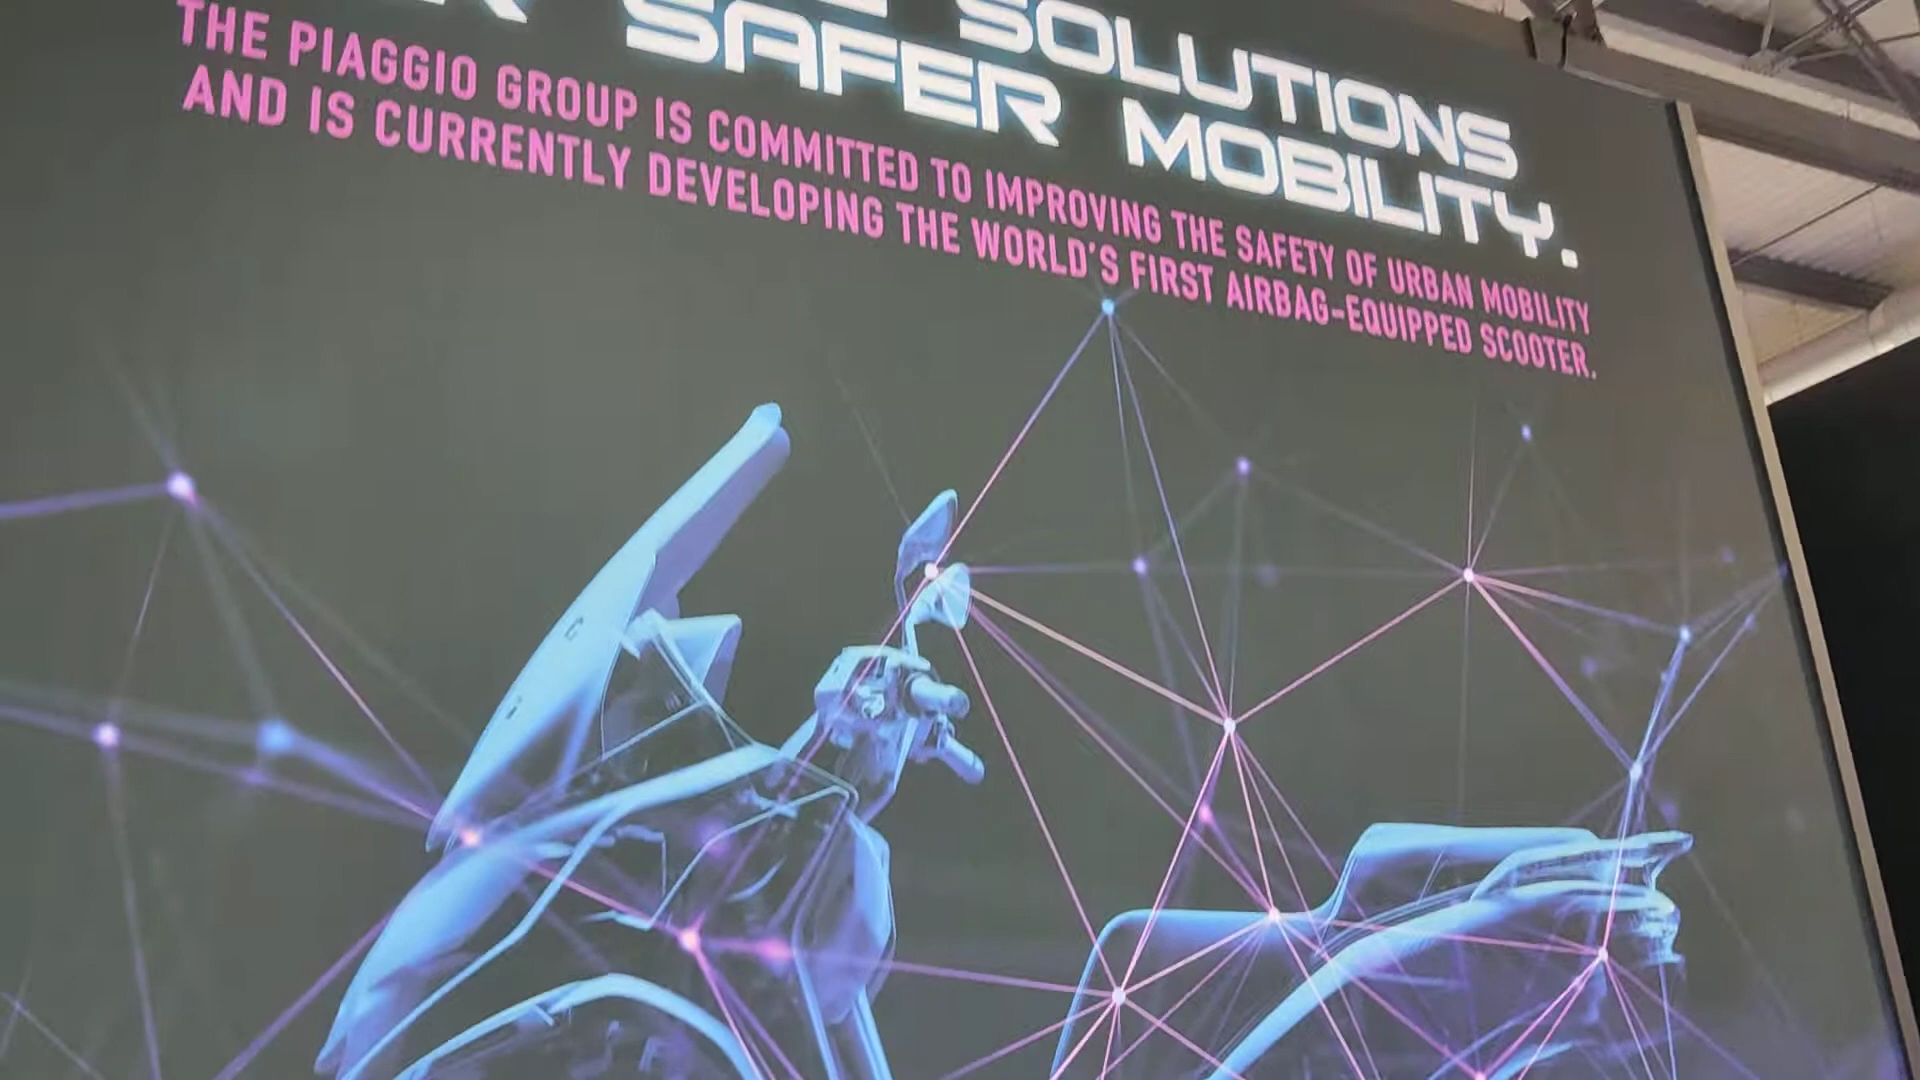 SOLUTIONS
SAFER MOBILITY.
THE PIAGGIO GROUP IS COMMITTED TO IMPROVING THE SAFETY OF URBAN MOBILITY
AND IS CURRENTLY DEVELOPING THE WORLD'S FIRST AIRBAG-EQUIPPED SCOOTER.